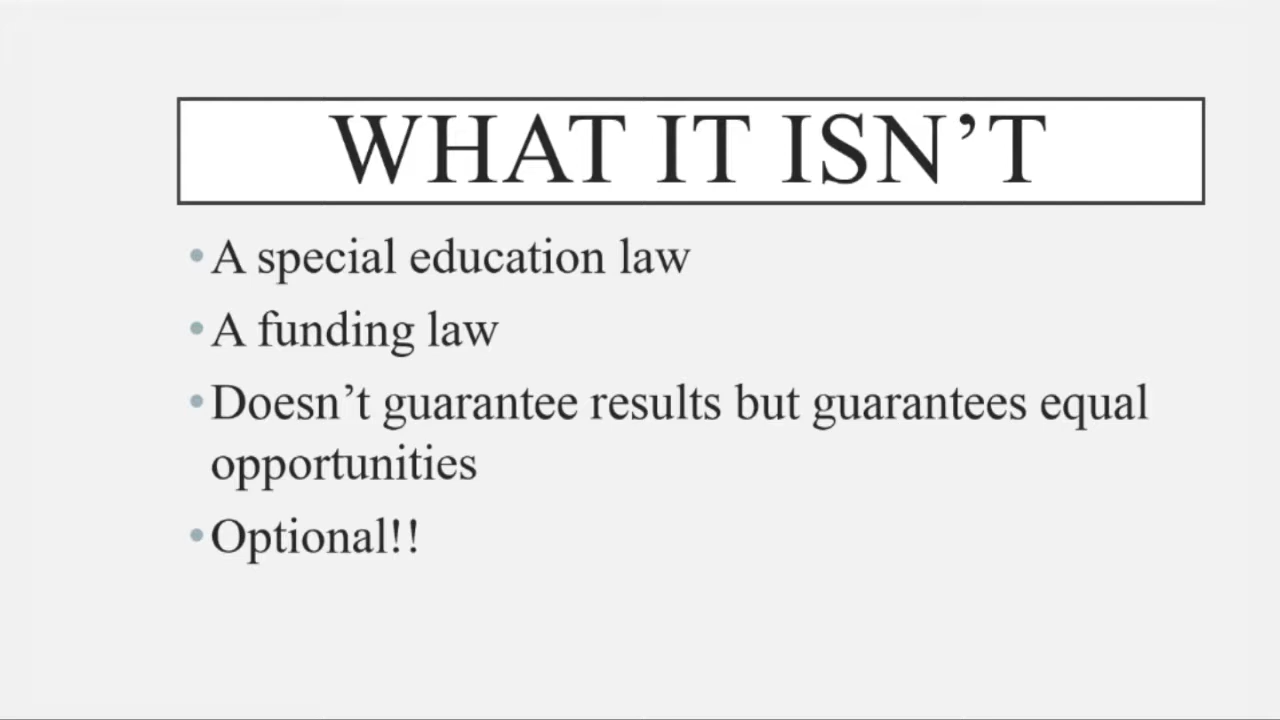 WHAT IT ISN’T
•A special education law
•A funding law
•Doesn’t guarantee results but guarantees equal
opportunities
•Optional!!